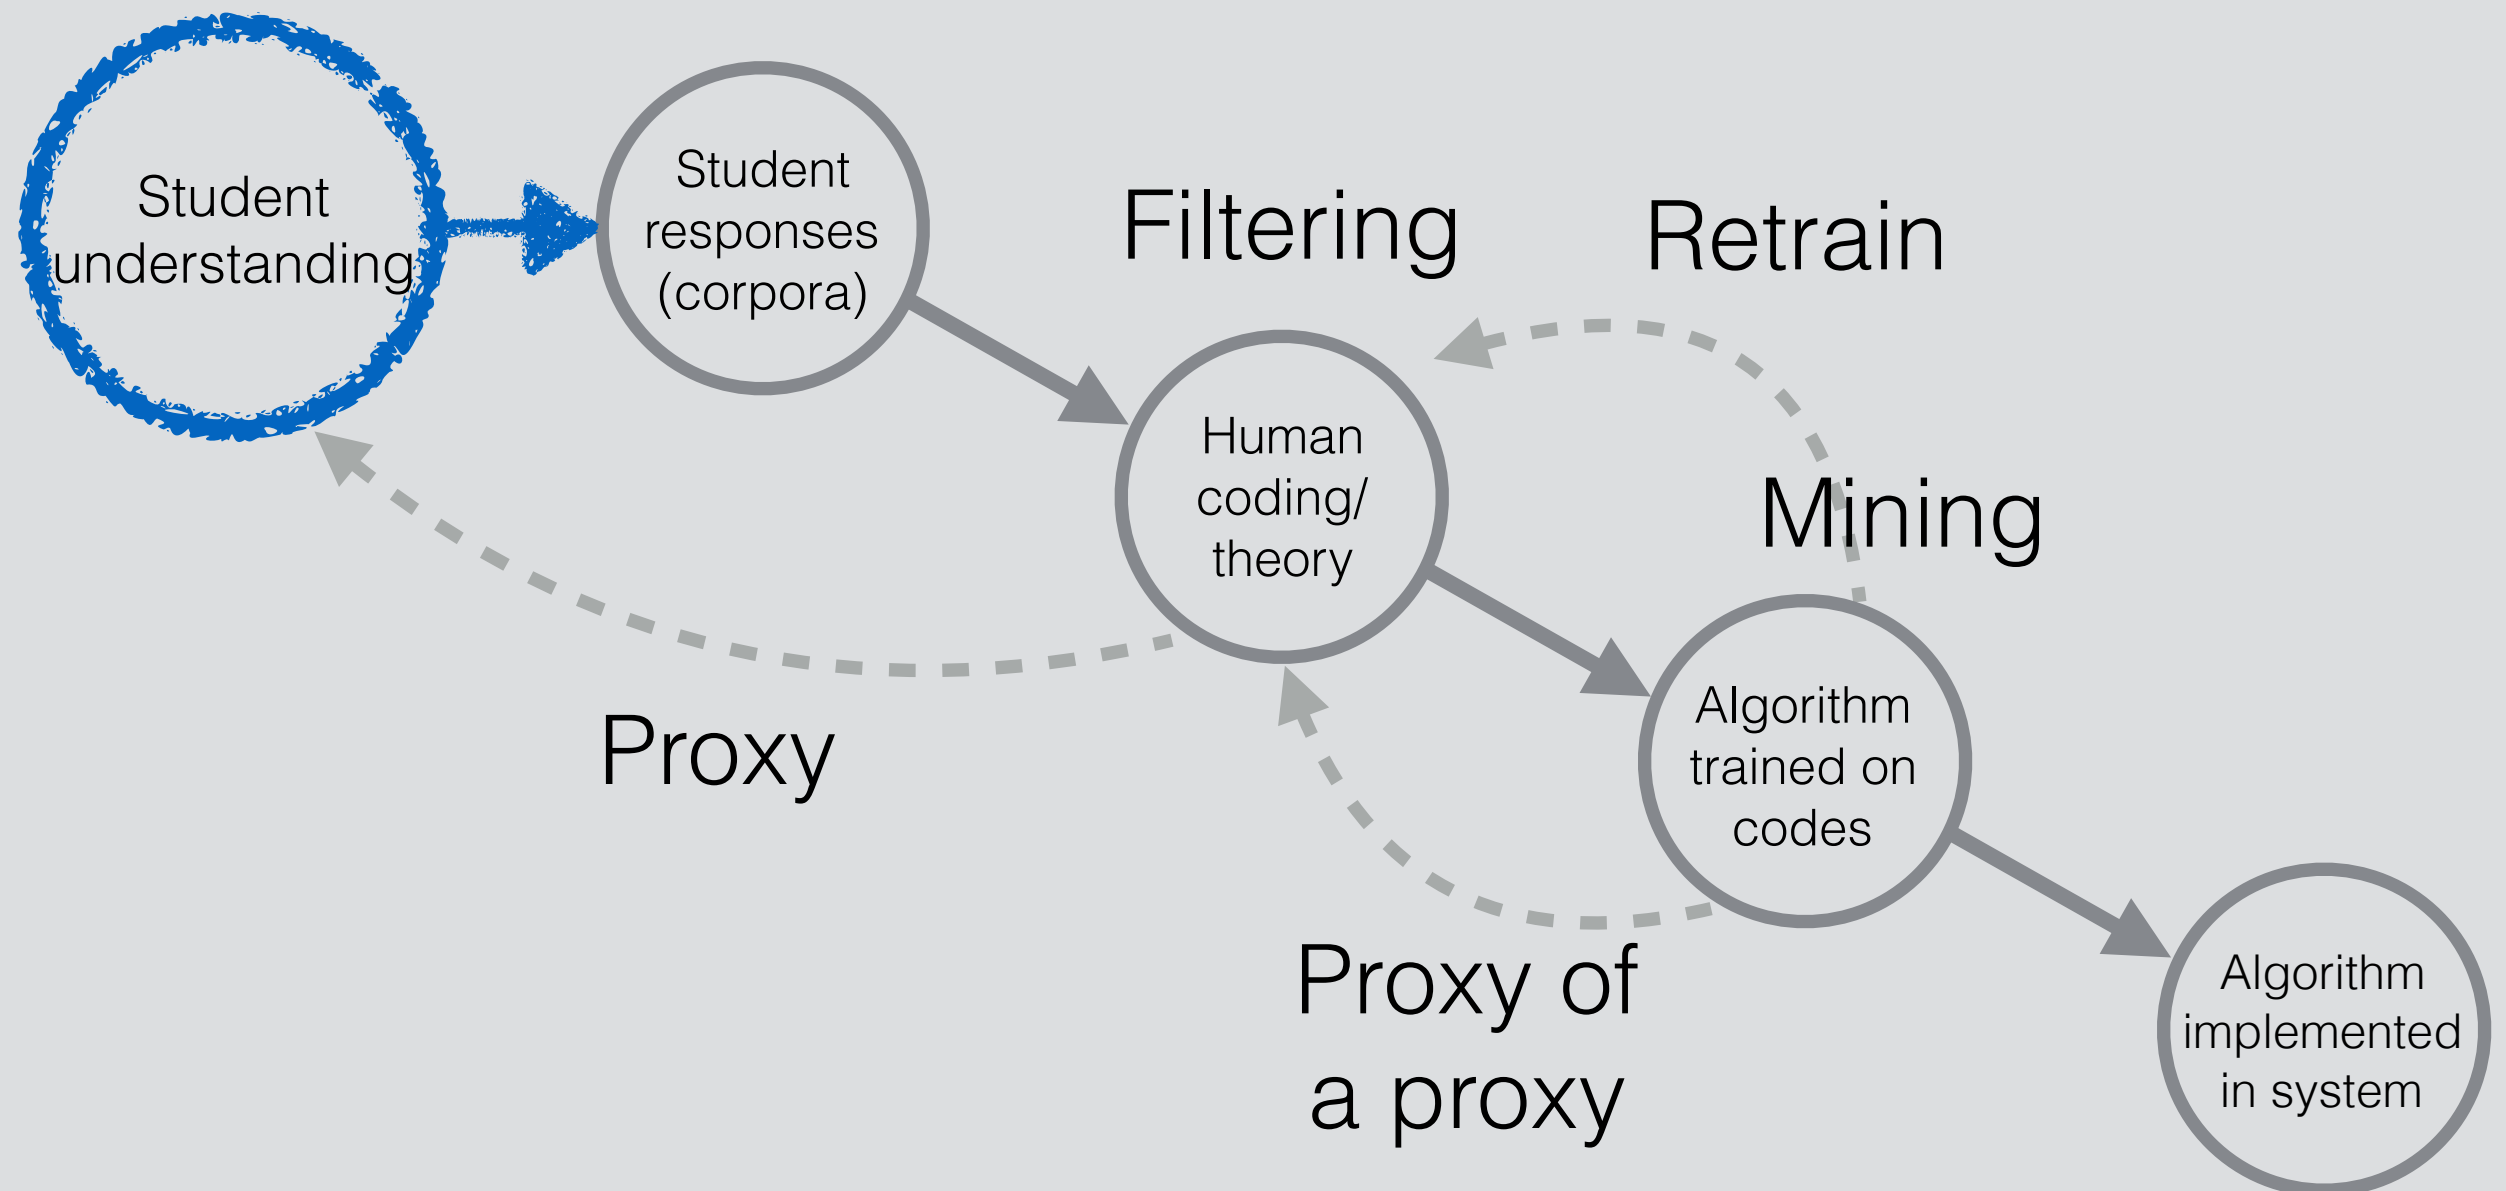 Student
understanding
Student
responses
(corpora)
Filtering
Retrain
Human
coding/
theory
Mining
Proxy
Algorithm
trained on
codes
Proxy of
a proxy
Algorithm
implemented
in system